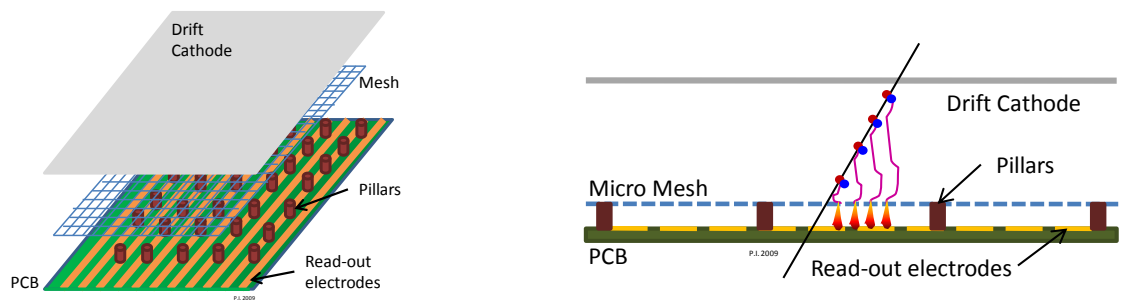 Drift
Cathode
Mesh
Pillars
Read-out
electrodes
PCB
P.I. 2009
Drift Cathode
Pillars
Micro Mesh
PCB
P.I. 2009
Read-out electrodes